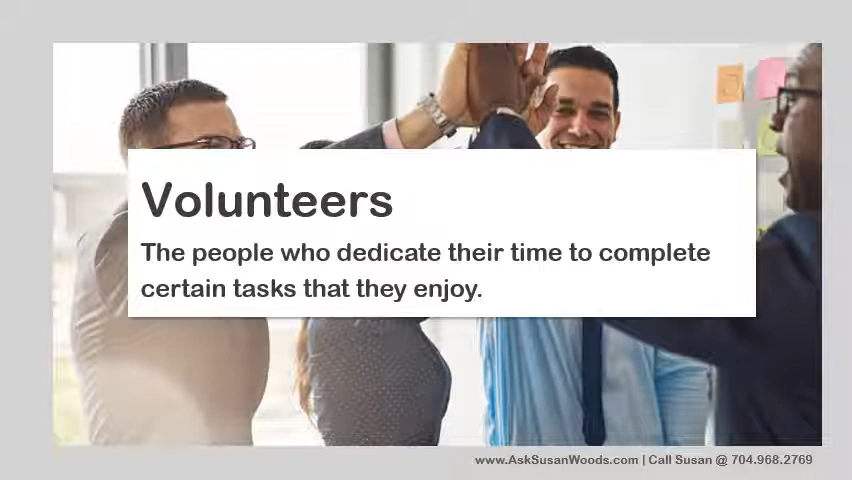 Volunteers
The people who dedicate their time to complete
certain tasks that they enjoy.
www.AskSusanWoods.com | Call Susan @ 704.968.2769